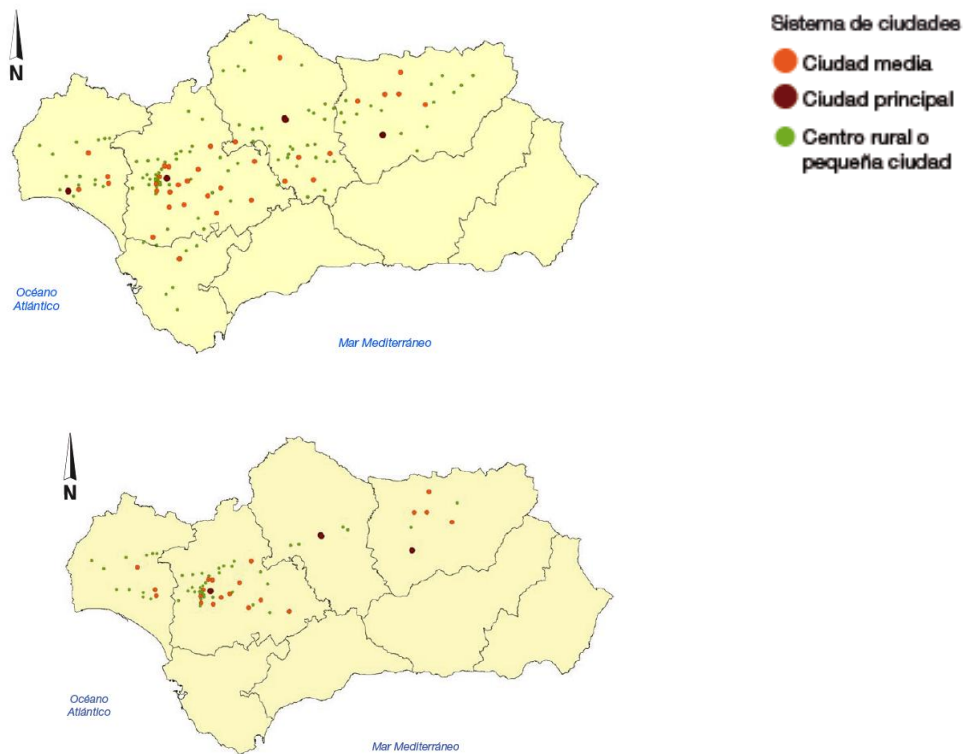 N
Océano
Atlántico
Mar Mediterráneo
Sistema de ciudades
Ciudad media
Ciudad principal
Centro rural o
pequeña ciudad
N
Océano
Atlántico
Mar Mediterráneo